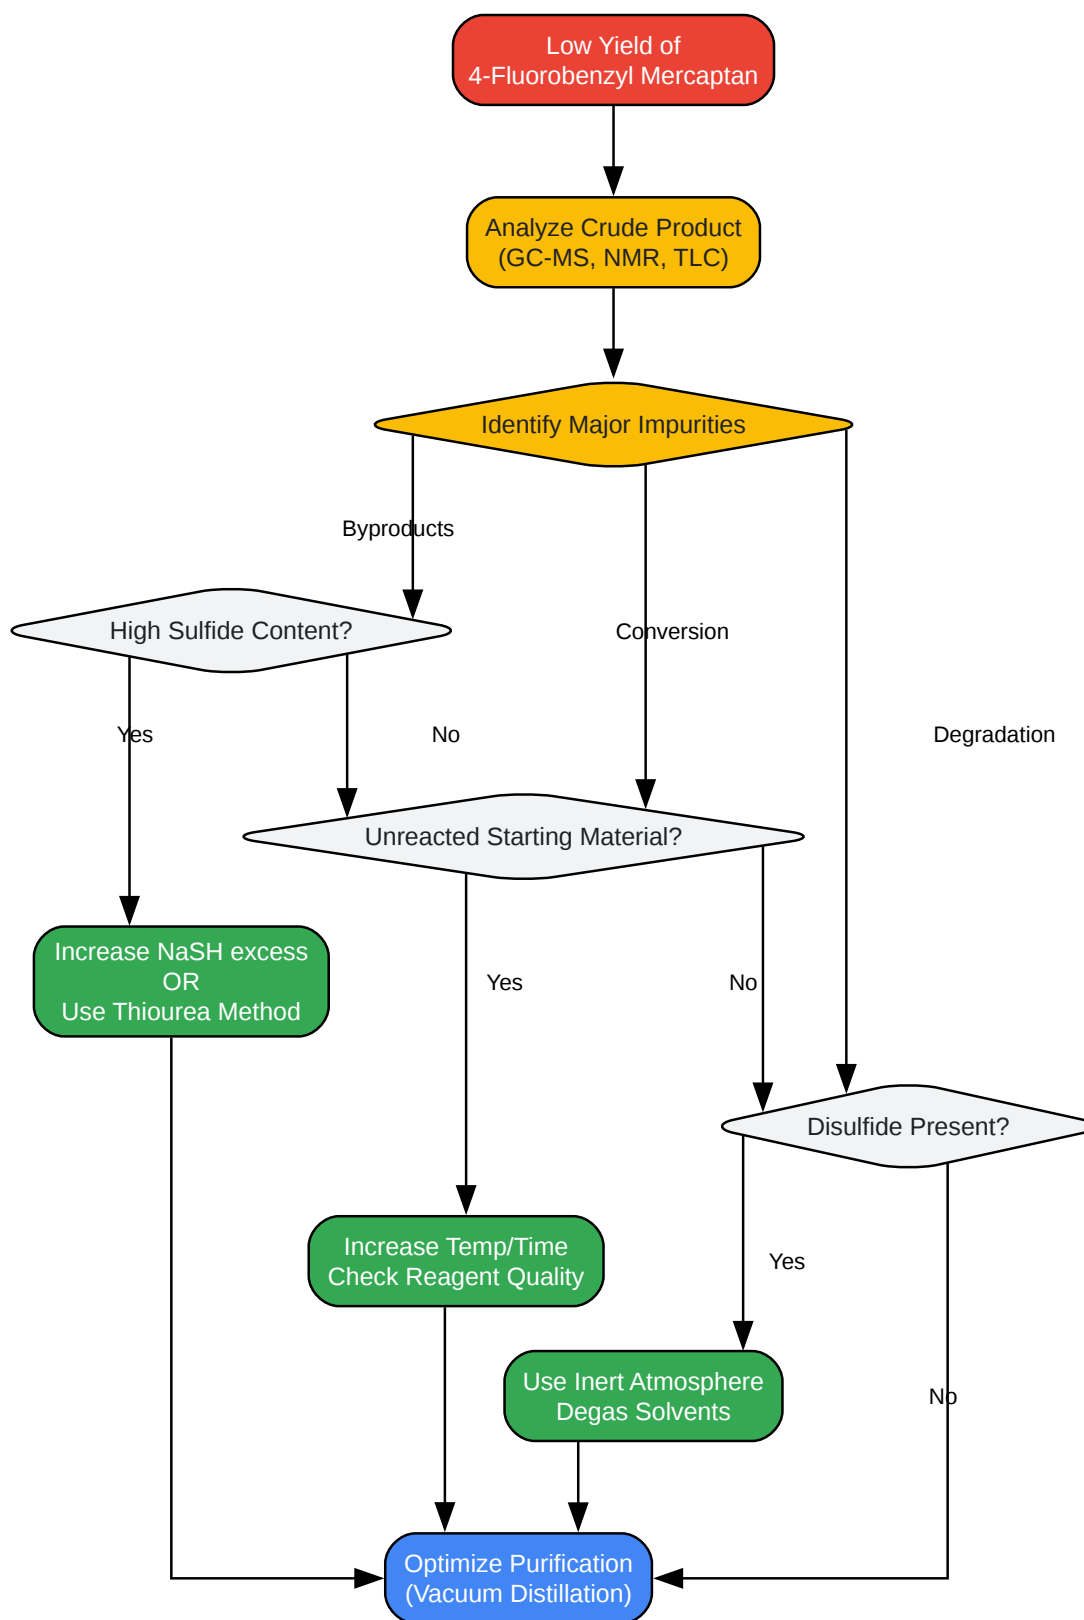 Low Yield of
4-Fluorobenzyl Mercaptan
Analyze Crude Product
(GC-MS, NMR, TLC)
Identify Major Impurities
Byproducts
High Sulfide Content?
Conversion
Yes
No
Degradation
Unreacted Starting Material?
Increase NaSH excess
OR
Use Thiourea Method
Yes
No
Disulfide Present?
Increase Temp/Time
Check Reagent Quality
Yes
Use Inert Atmosphere
Degas Solvents
No
Optimize Purification
(Vacuum Distillation)